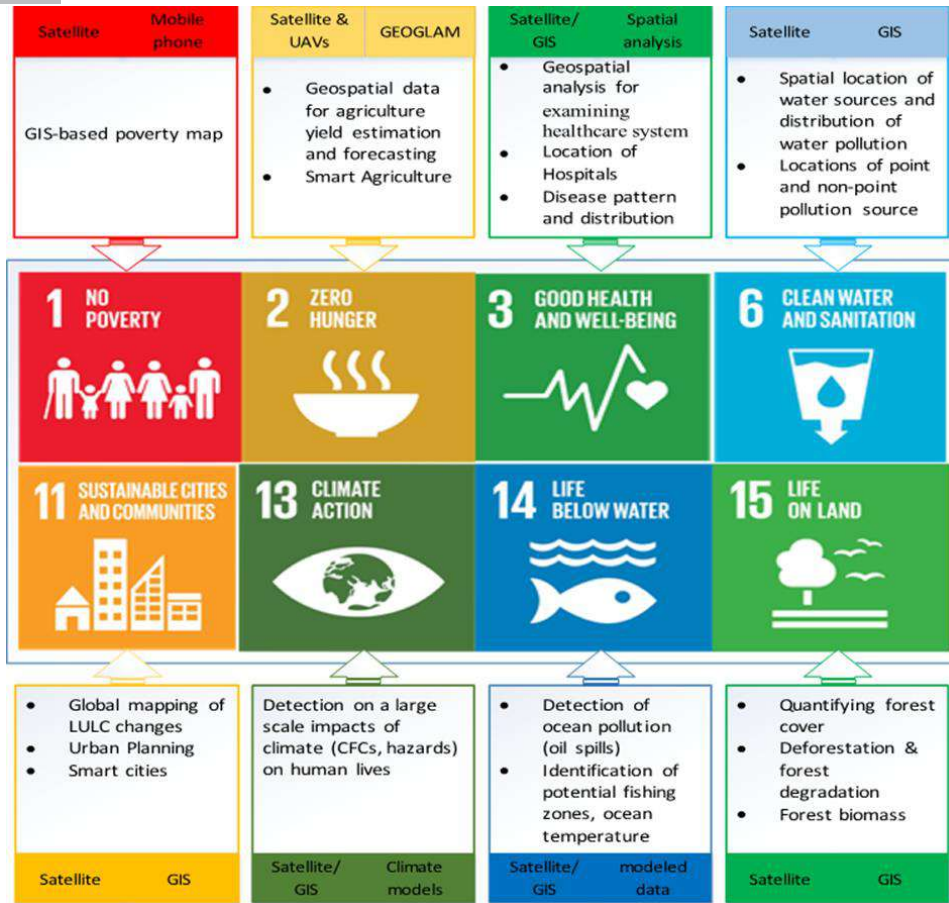 Satellite
Mobile
phone
GIS-based poverty map
Satellite &
UAVs
GEOGLAM
• Geospatial data
for agriculture
yield estimation
and forecasting
• Smart Agriculture
Satellite/
GIS
Spatial
analysis
• Geospatial
analysis for
examining
healthcare system
• Location of
Hospitals
• Disease pattern
and distribution
Satellite
GIS
• Spatial location of
water sources and
distribution of
water pollution
• Locations of point
and non-point
pollution source
1 NO
POVERTY
2 ZERO
HUNGER
3 GOOD HEALTH
AND WELL-BEING
6 CLEAN WATER
AND SANITATION
11 SUSTAINABLE CITIES
AND COMMUNITIES
13 CLIMATE
ACTION
14 LIFE
BELOW WATER
15 LIFE
ON LAND
• Global mapping of
LULC changes
• Urban Planning
• Smart cities
Satellite
GIS
Detection on a large
scale impacts of
climate (CFCs, hazards)
on human lives
Satellite/
GIS
Climate
models
• Detection of
ocean pollution
(oil spills)
• Identification of
potential fishing
zones, ocean
temperature
Satellite/
GIS
modeled
data
• Quantifying forest
cover
• Deforestation &
forest
degradation
• Forest biomass
Satellite
GIS